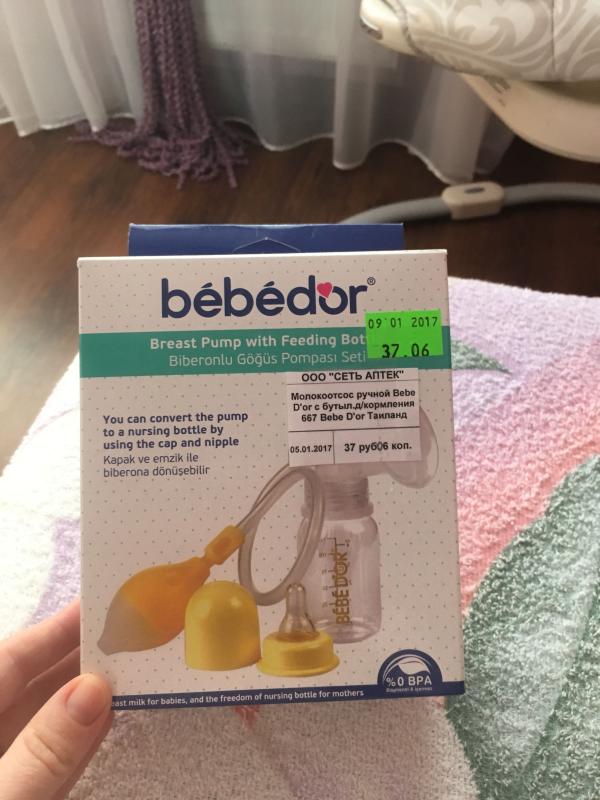 bébédor®
Breast Pump with Feeding
Biberonlu Göğüs Pompası Seti
09 01 2017
37.06
ООО "СЕТЬ АПТЕК"
Молокоотсос ручной Bebe
D'or с бутыл.д/кормления
667 Bebe D'or Таиланд
05.01.2017 37 руб06 коп.
You can convert the pump
to a nursing bottle by
using the cap and nipple
Kapak ve emzik ile
biberona dönüşebilir
BEBE D'OR
%0 BPA
milk for babies, and the freedom of nursing bottle for mothers